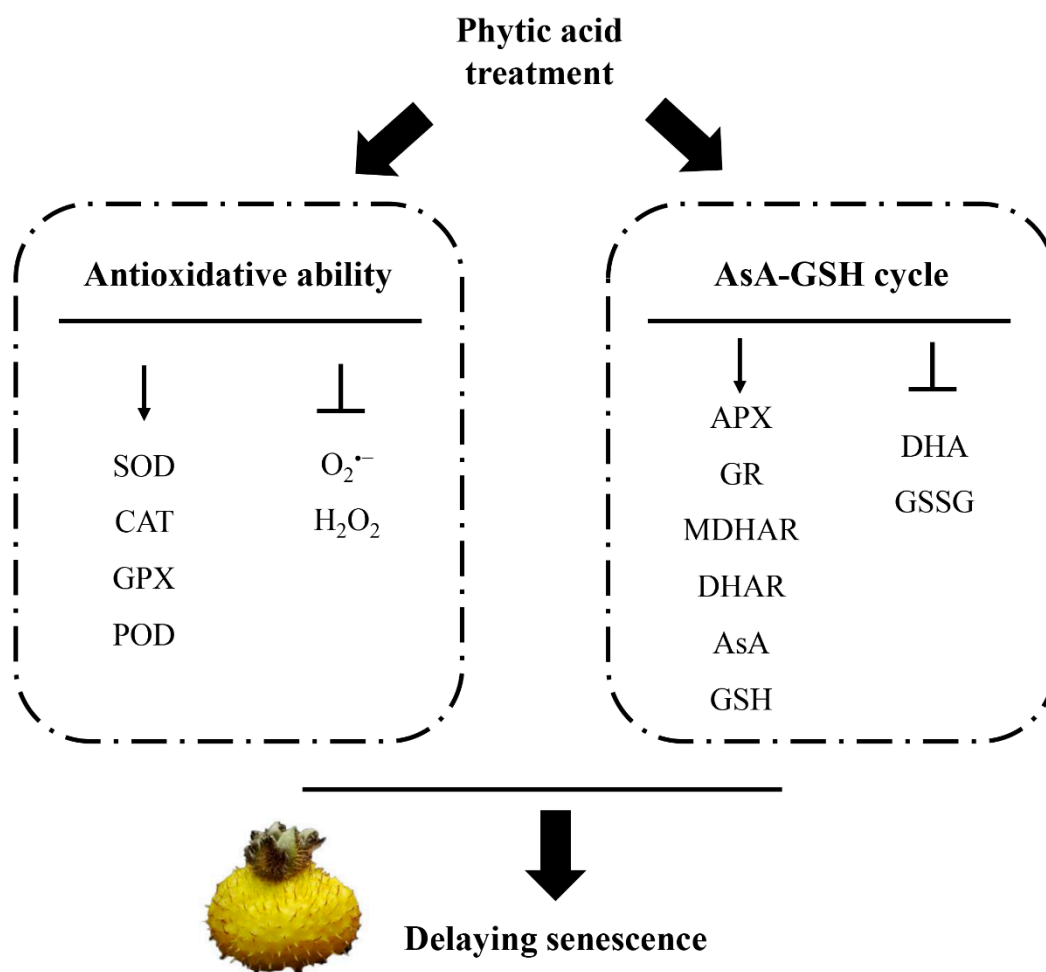 Phytic acid
treatment
Antioxidative ability
SOD
CAT
GPX
POD
O₂•−
H₂O₂
AsA-GSH cycle
APX
GR
MDHAR
DHAR
AsA
GSH
DHA
GSSG
Delaying senescence